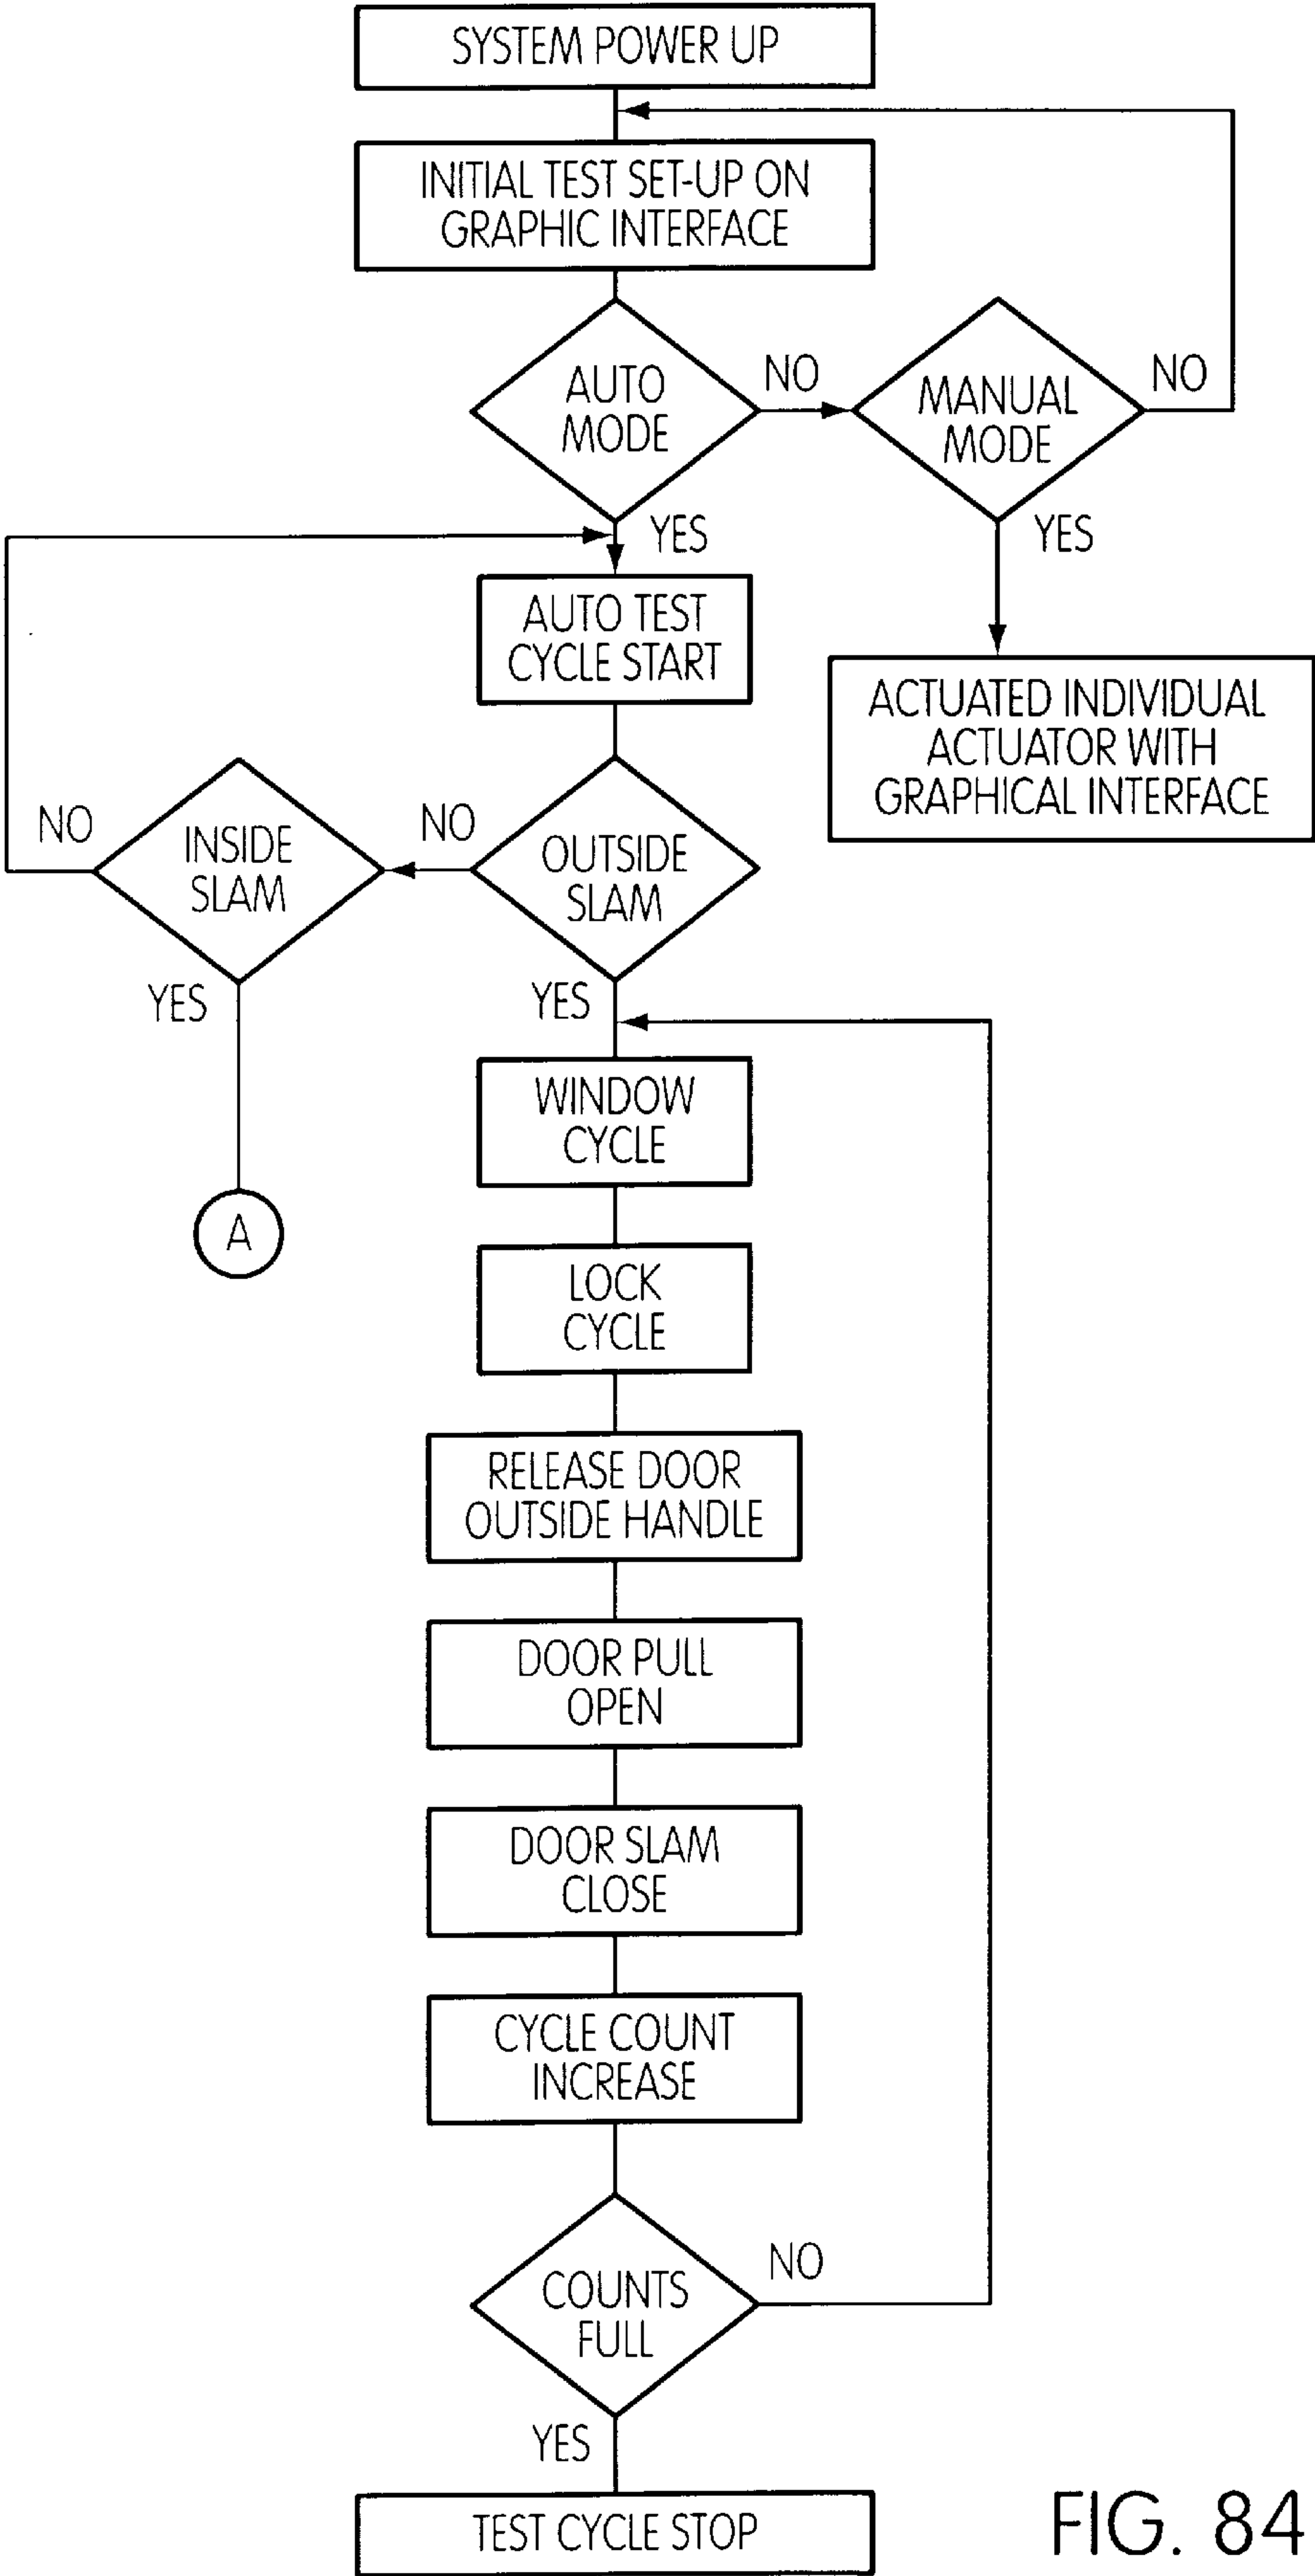 SYSTEM POWER UP
INITIAL TEST SET-UP ON
GRAPHIC INTERFACE
AUTO
MODE
NO
MANUAL
MODE
NO
YES
YES
AUTO TEST
CYCLE START
ACTUATED INDIVIDUAL
ACTUATOR WITH
GRAPHICAL INTERFACE
NO
INSIDE
SLAM
NO
OUTSIDE
SLAM
YES
YES
WINDOW
CYCLE
A
LOCK
CYCLE
RELEASE DOOR
OUTSIDE HANDLE
DOOR PULL
OPEN
DOOR SLAM
CLOSE
CYCLE COUNT
INCREASE
COUNTS
FULL
NO
YES
TEST CYCLE STOP
FIG. 84